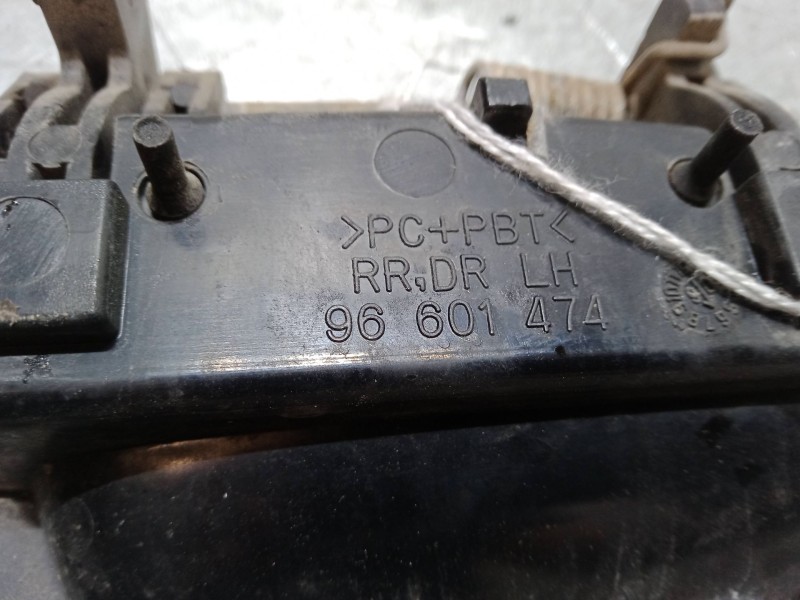 >PC+PBT<
RR,DR LH
96 601 474